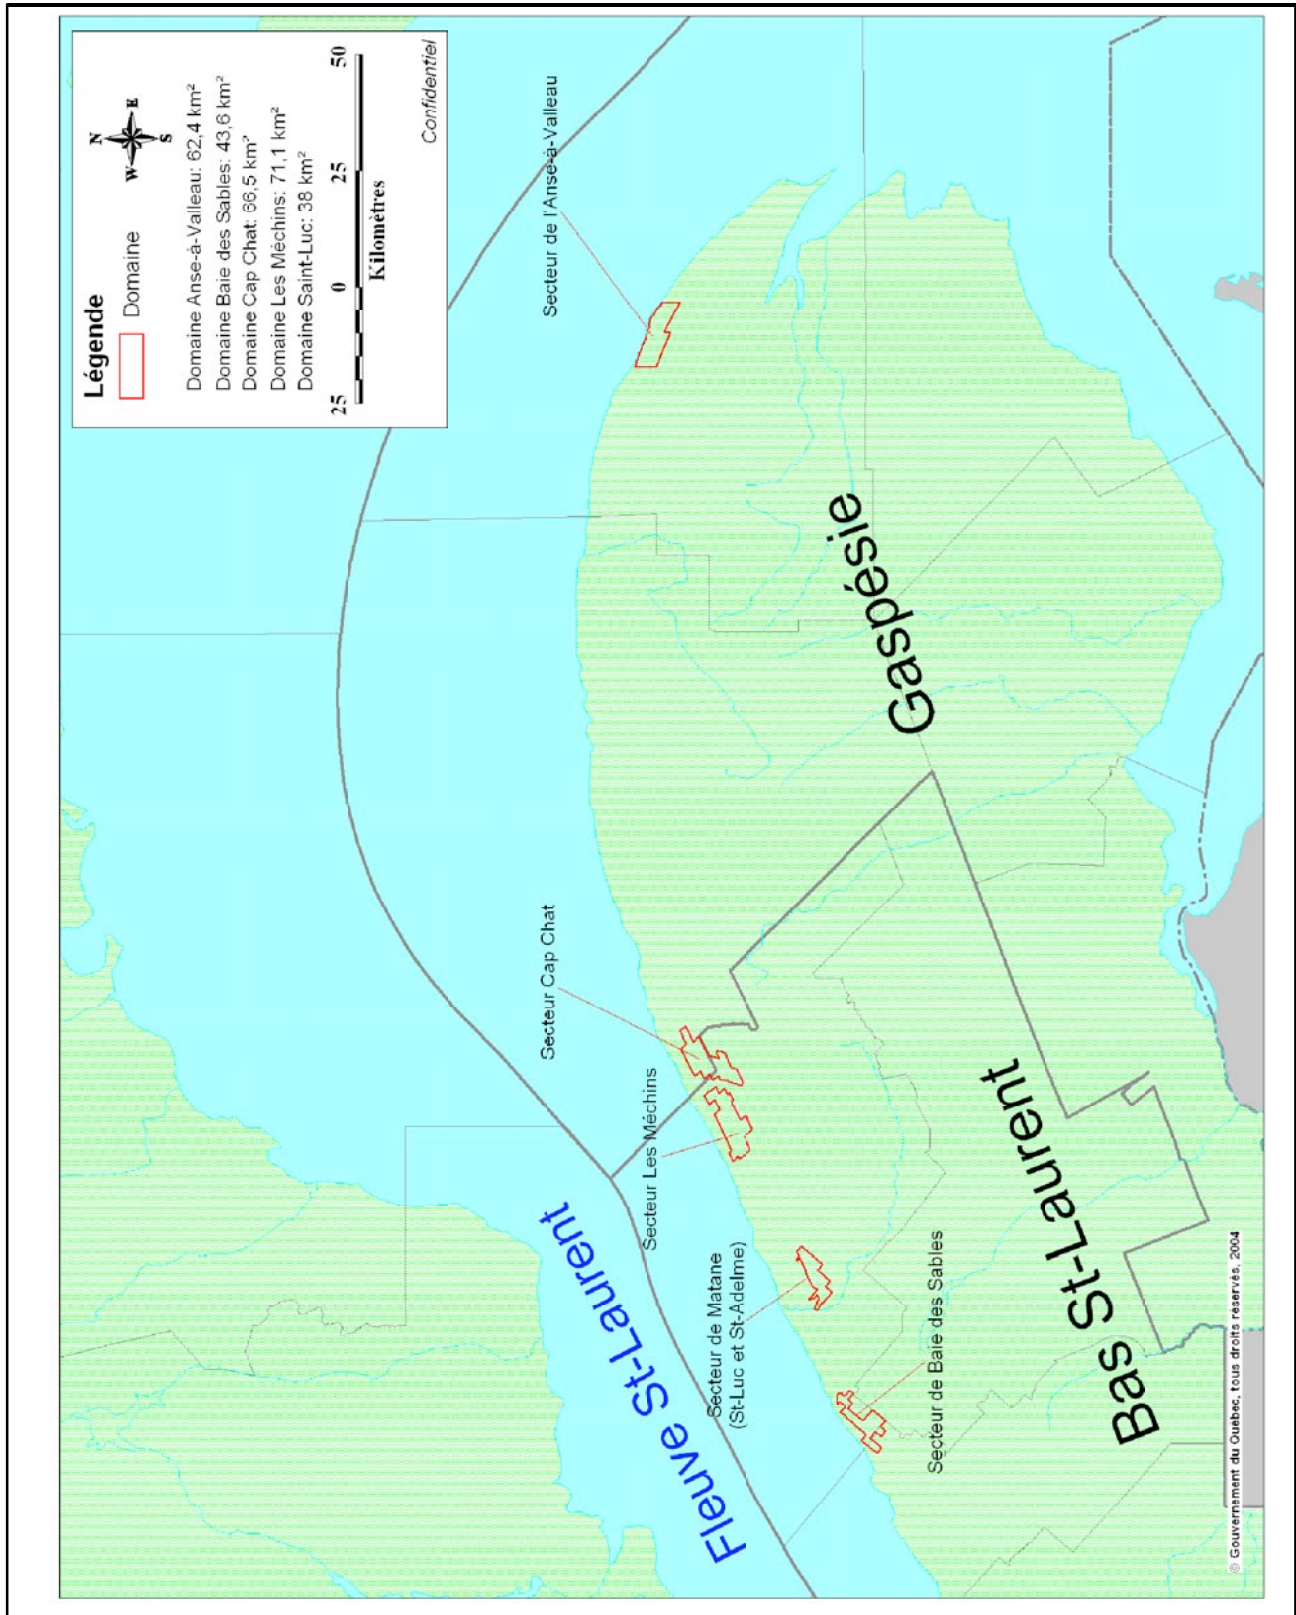 Légende
N
W E
S
Domaine
Domaine Anse-à-Valleau: 62,4 km²
Domaine Baie des Sables: 43,6 km²
Domaine Cap Chat: 66,5 km²
Domaine Les Méchins: 71,1 km²
Domaine Saint-Luc: 38 km²
25 0 25 50
Kilomètres
Confidentiel
Secteur de l'Anse-à-Valleau
Secteur Cap Chat
Secteur Les Méchins
Fleuve St-Laurent
Secteur de Matane
(St-Luc et St-Adelme)
Gaspésie
Secteur de Baie des Sables
Bas St-Laurent
© Gouvernement du Québec, tous droits réservés, 2004